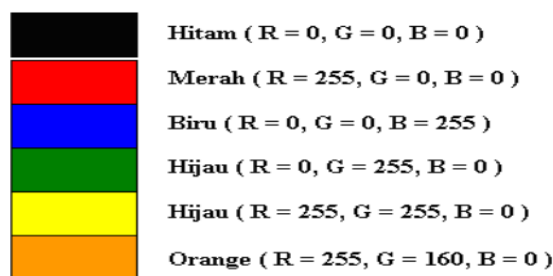 Hitam ( R = 0, G = 0, B = 0 )
Merah ( R = 255, G = 0, B = 0 )
Biru ( R = 0, G = 0, B = 255 )
Hijau ( R = 0, G = 255, B = 0 )
Hijau ( R = 255, G = 255, B = 0 )
Orange ( R = 255, G = 160, B = 0 )